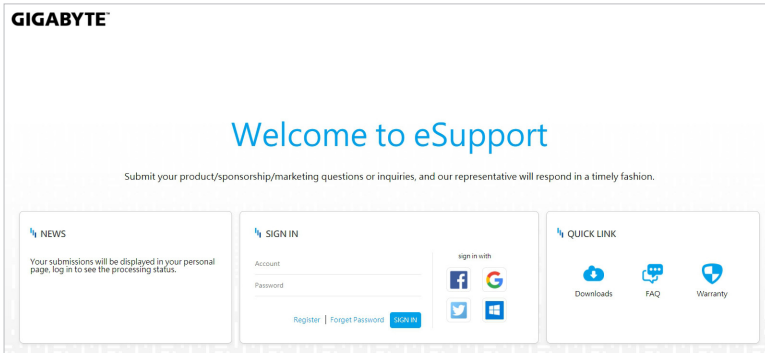 GIGABYTE™
Welcome to eSupport
Submit your product/sponsorship/marketing questions or inquiries, and our representative will respond in a timely fashion.
NEWS
Your submissions will be displayed in your personal
page, log in to see the processing status.
SIGN IN
Account
Password
Register | Forget Password SIGN IN
sign in with
QUICK LINK
Downloads FAQ Warranty